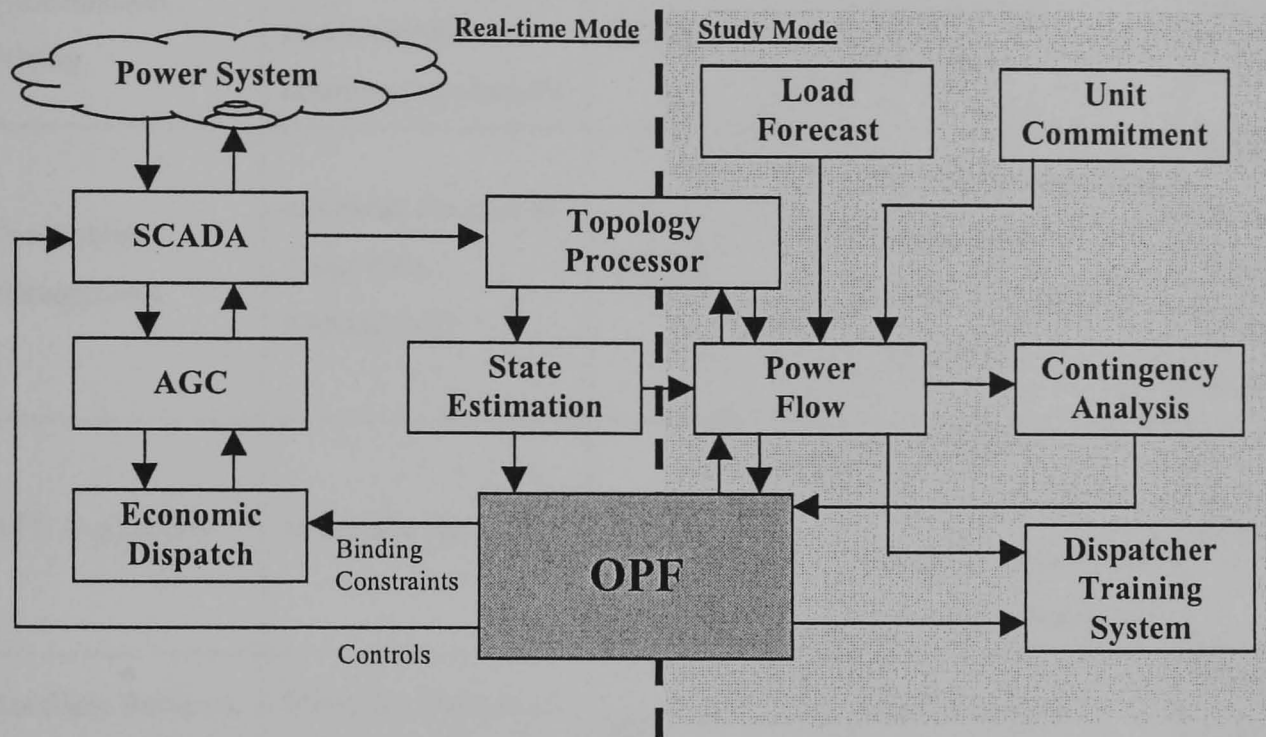 Real-time Mode
Study Mode
Power System
Load
Forecast
Unit
Commitment
SCADA
Topology
Processor
AGC
State
Estimation
Power
Flow
Contingency
Analysis
Economic
Dispatch
Binding
Constraints
OPF
Dispatcher
Training
System
Controls